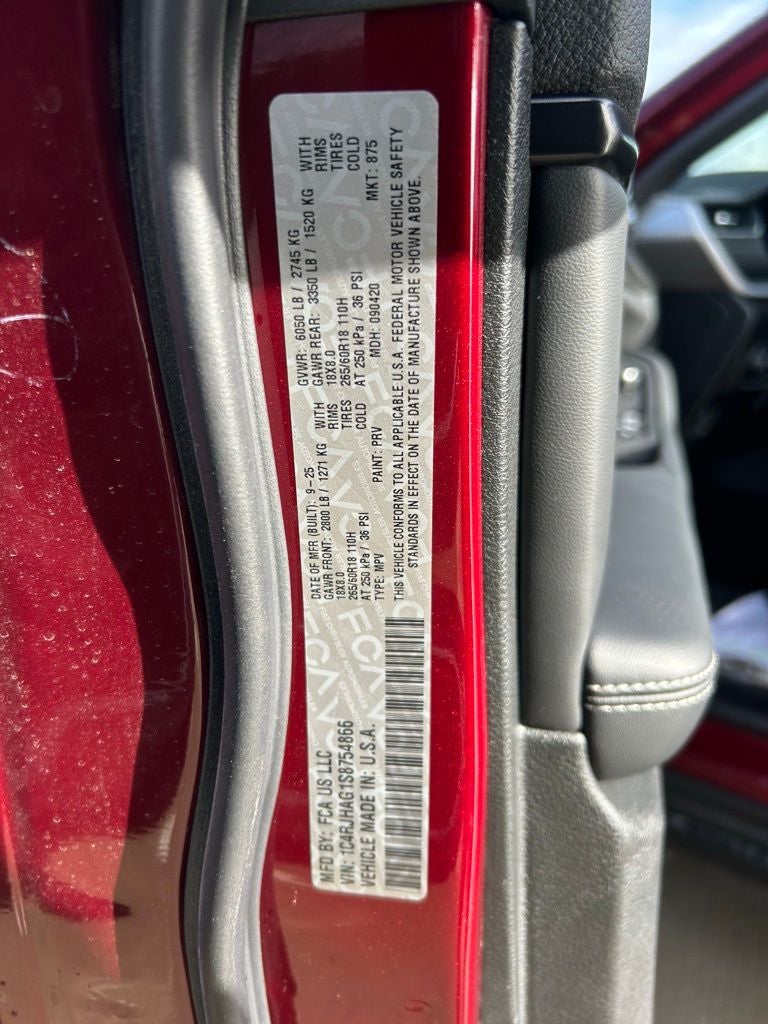 MFD BY: FCA US LLC
DATE OF MFR (BUILT): 9-25
GVWR: 6050 LB / 2745 KG
GAWR FRONT: 2800 LB / 1271 KG WITH
GAWR REAR: 3350 LB / 1520 KG WITH
18X8.0 RIMS
18X8.0 RIMS
265/60R18 110H TIRES
265/60R18 110H TIRES
AT 250 kPa / 36 PSI COLD
AT 250 kPa / 36 PSI COLD
VIN: 1C4RJHAG1S8754866
TYPE: MPV
PAINT: PRV
MDH: 090420
MKT: 875
VEHICLE MADE IN: U.S.A.
THIS VEHICLE CONFORMS TO ALL APPLICABLE U.S.A. FEDERAL MOTOR VEHICLE SAFETY
STANDARDS IN EFFECT ON THE DATE OF MANUFACTURE SHOWN ABOVE.